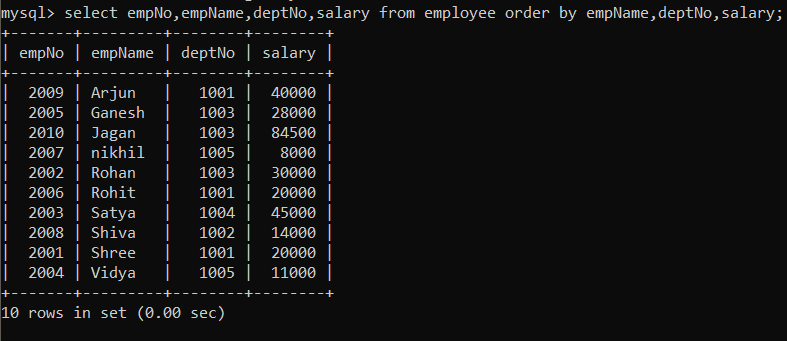 mysql> select empNo,empName,deptNo,salary from employee order by empName,deptNo,salary;
+-------+---------+--------+--------+
| empNo | empName | deptNo | salary |
+-------+---------+--------+--------+
|  2009 | Arjun   |   1001 |  40000 |
|  2005 | Ganesh  |   1003 |  28000 |
|  2010 | Jagan   |   1003 |  84500 |
|  2007 | nikhil  |   1005 |   8000 |
|  2002 | Rohan   |   1003 |  30000 |
|  2006 | Rohit   |   1001 |  20000 |
|  2003 | Satya   |   1004 |  45000 |
|  2008 | Shiva   |   1002 |  14000 |
|  2001 | Shree   |   1001 |  20000 |
|  2004 | Vidya   |   1005 |  11000 |
+-------+---------+--------+--------+
10 rows in set (0.00 sec)